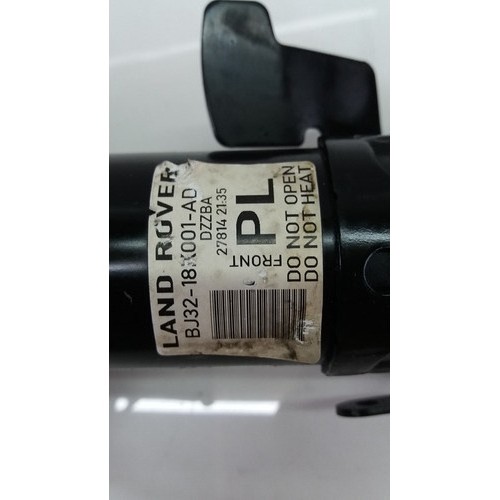 LAND ROVER
BJ32-18K001-AD
DZZBA
27814 21:35
FRONT
PL
DO NOT OPEN
DO NOT HEAT